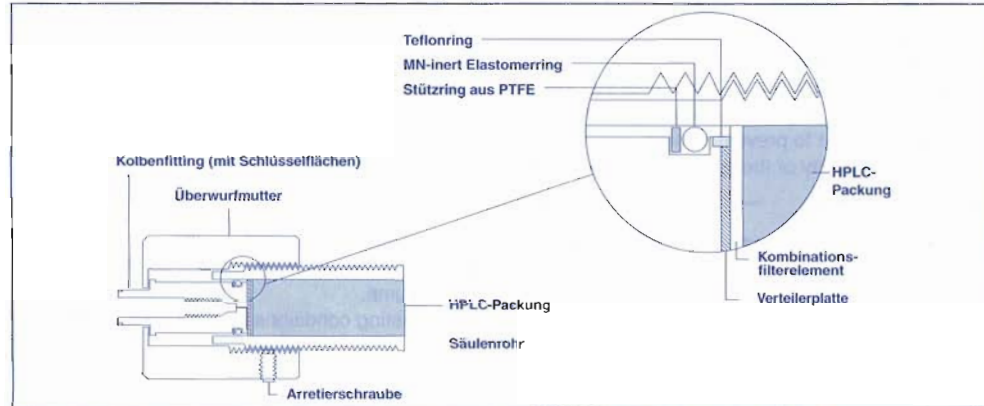 Teflonring
MN-inert Elastomerring
Stützring aus PTFE
Kolbenfitting (mit Schlüsselflächen)
Überwurfmutter
HPLC-
Packung
Kombinations-
filterelement
Verteilerplatte
HPLC-Packung
Säulenrohr
Arretierschraube